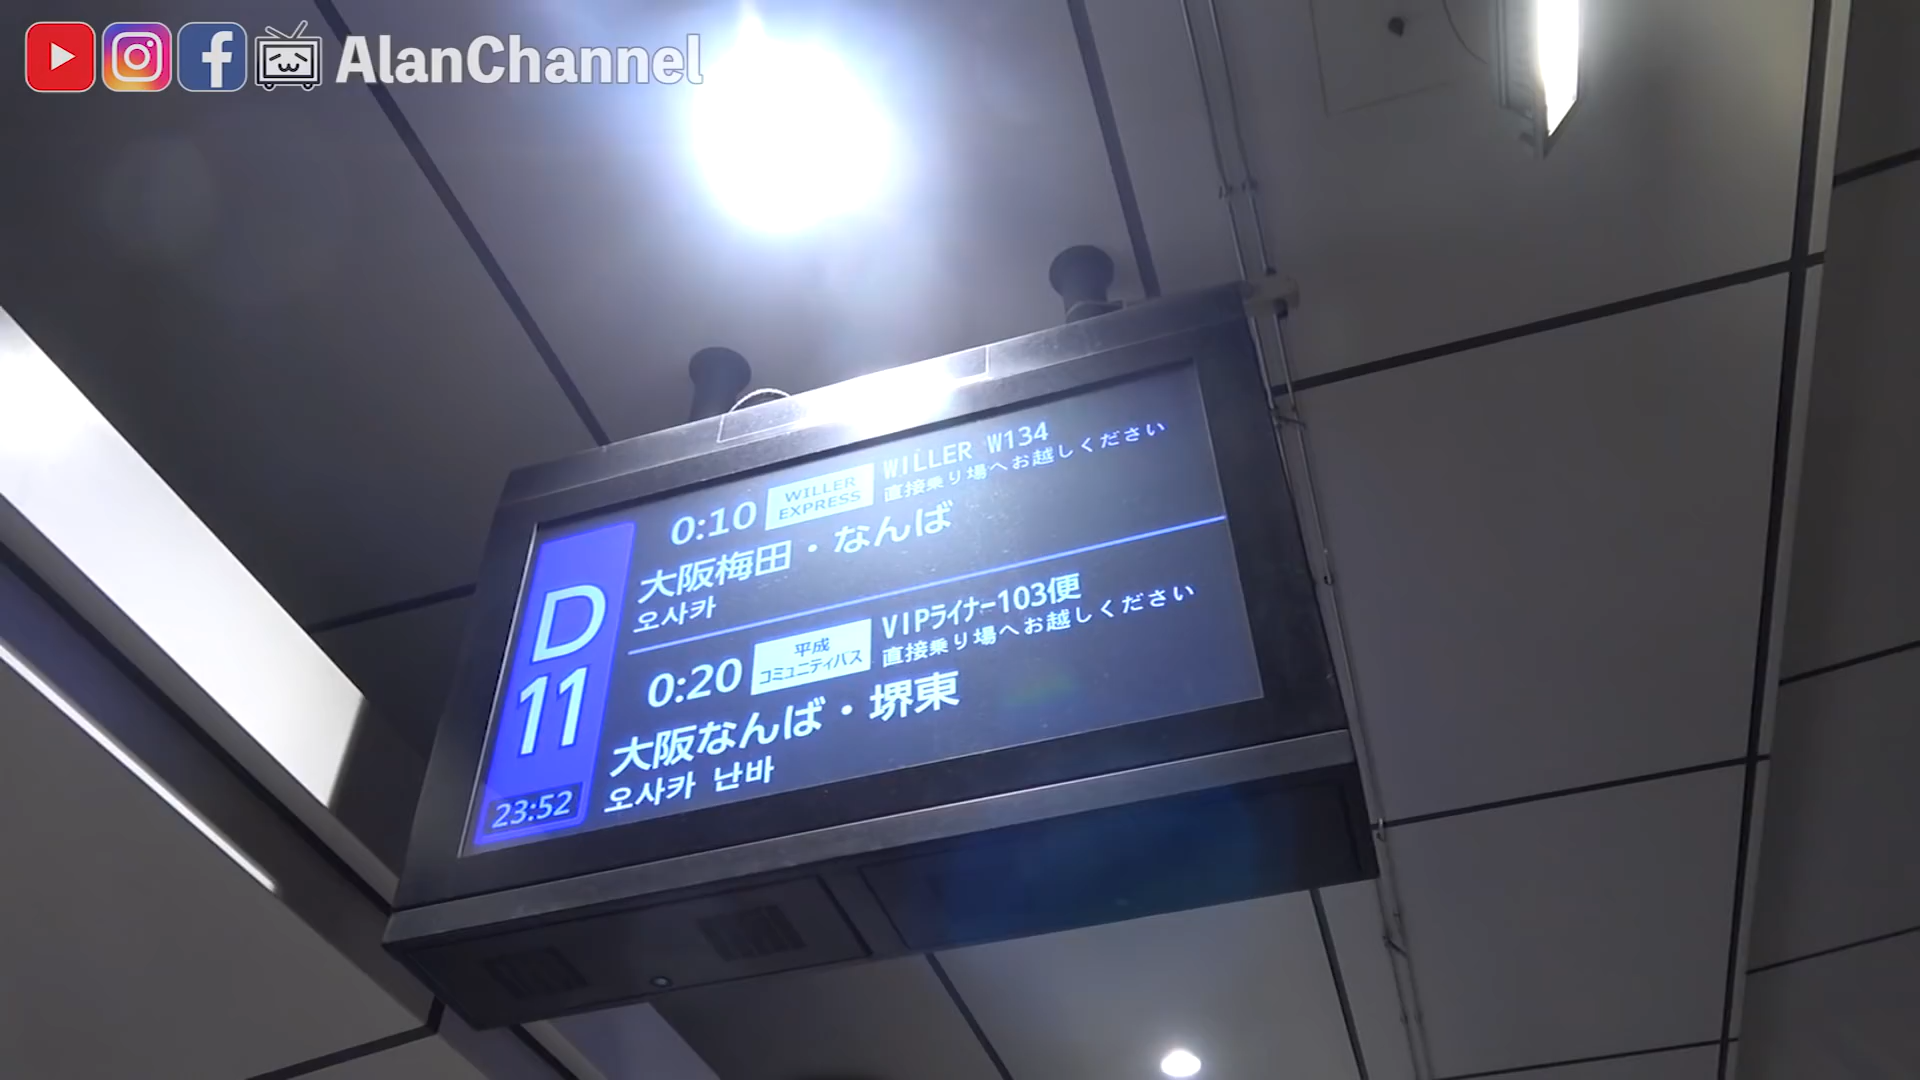 AlanChannel
D
11
23:52
0:10
WILLER
EXPRESS
WILLER W134
直接乗り場へお越しください
大阪梅田・なんば
오사카
0:20
平成
コミュニティバス
VIPライナー103便
直接乗り場へお越しください
大阪なんば・堺東
오사카 난바